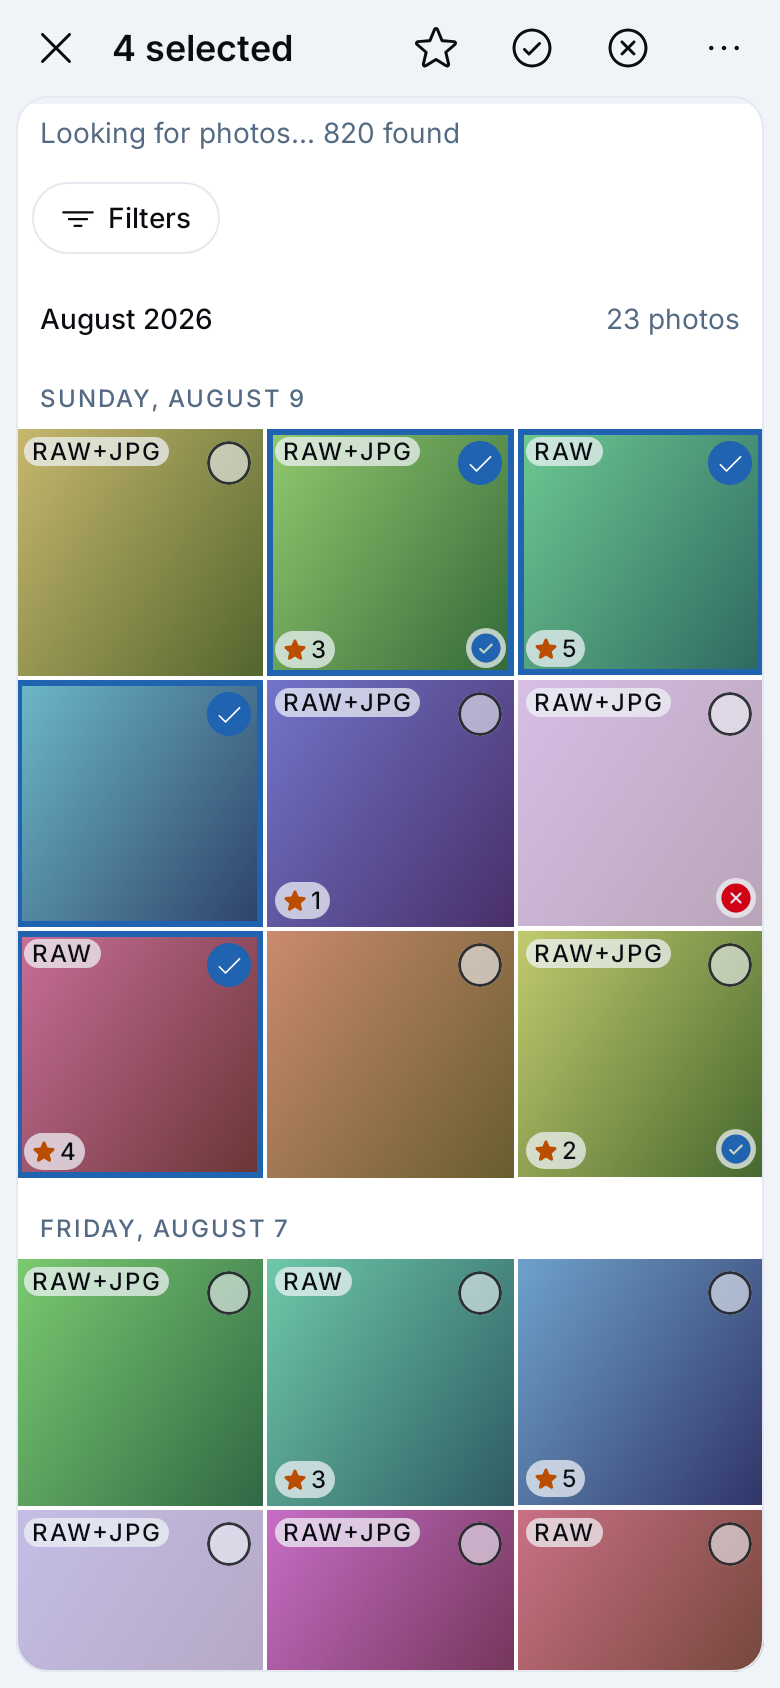 4 selected
Looking for photos... 820 found
Filters
August 2026 23 photos
SUNDAY, AUGUST 9
RAW+JPG RAW+JPG RAW
3 5
RAW+JPG RAW+JPG
1
RAW RAW+JPG
4 2
FRIDAY, AUGUST 7
RAW+JPG RAW
3 5
RAW+JPG RAW+JPG RAW